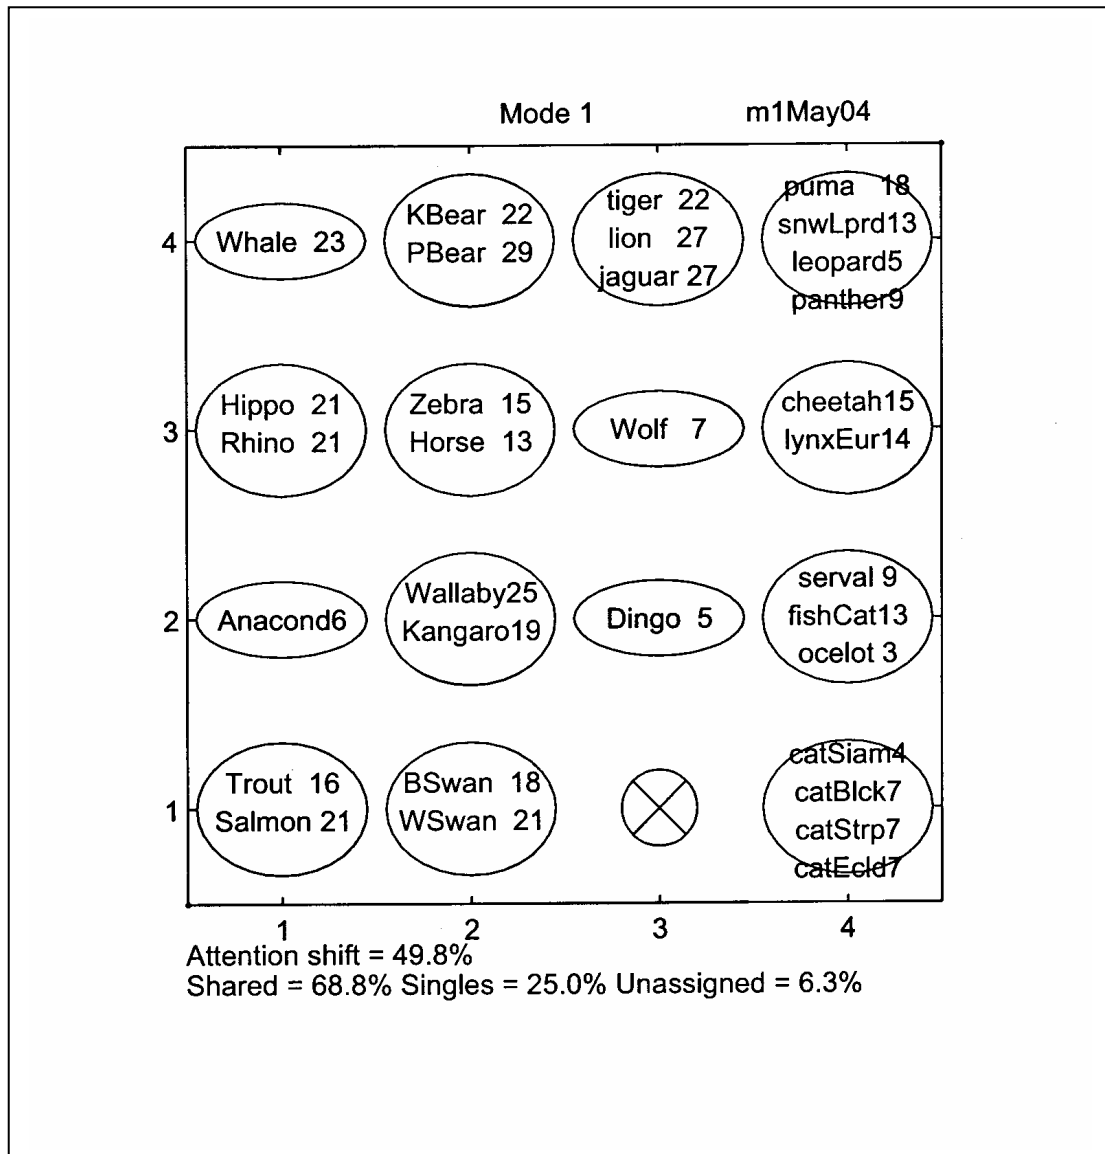 Mode 1 m1May04
4
Whale 23
KBear 22
PBear 29
tiger 22
lion 27
jaguar 27
puma 18
snwLprd13
leopard5
panther9
3
Hippo 21
Rhino 21
Zebra 15
Horse 13
Wolf 7
cheetah15
lynxEur14
2
Anacond6
Wallaby25
Kangaro19
Dingo 5
serval 9
fishCat13
ocelot 3
1
Trout 16
Salmon 21
BSwan 18
WSwan 21
catSiam4
catBlck7
catStrp7
catEcld7
1 2 3 4
Attention shift = 49.8%
Shared = 68.8% Singles = 25.0% Unassigned = 6.3%